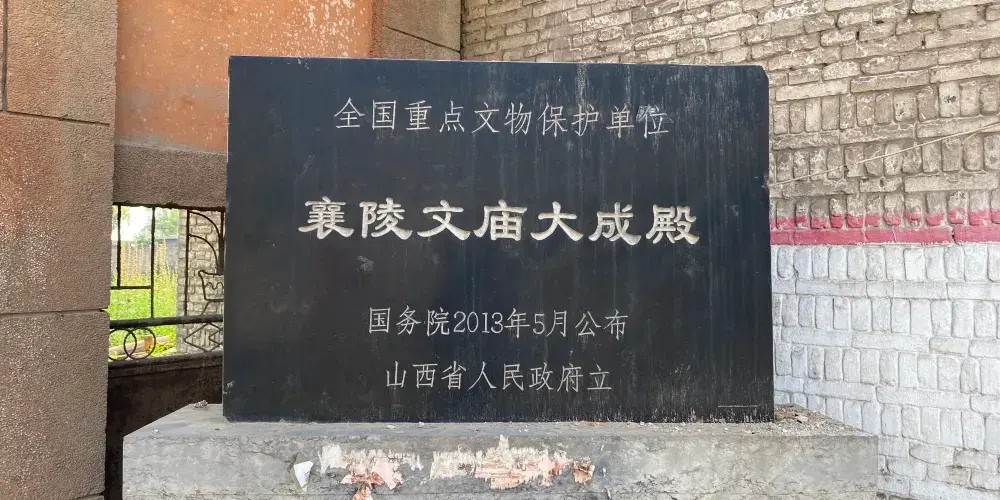 全国重点文物保护单位
襄陵文庙大成殿
国务院2013年5月公布
山西省人民政府立